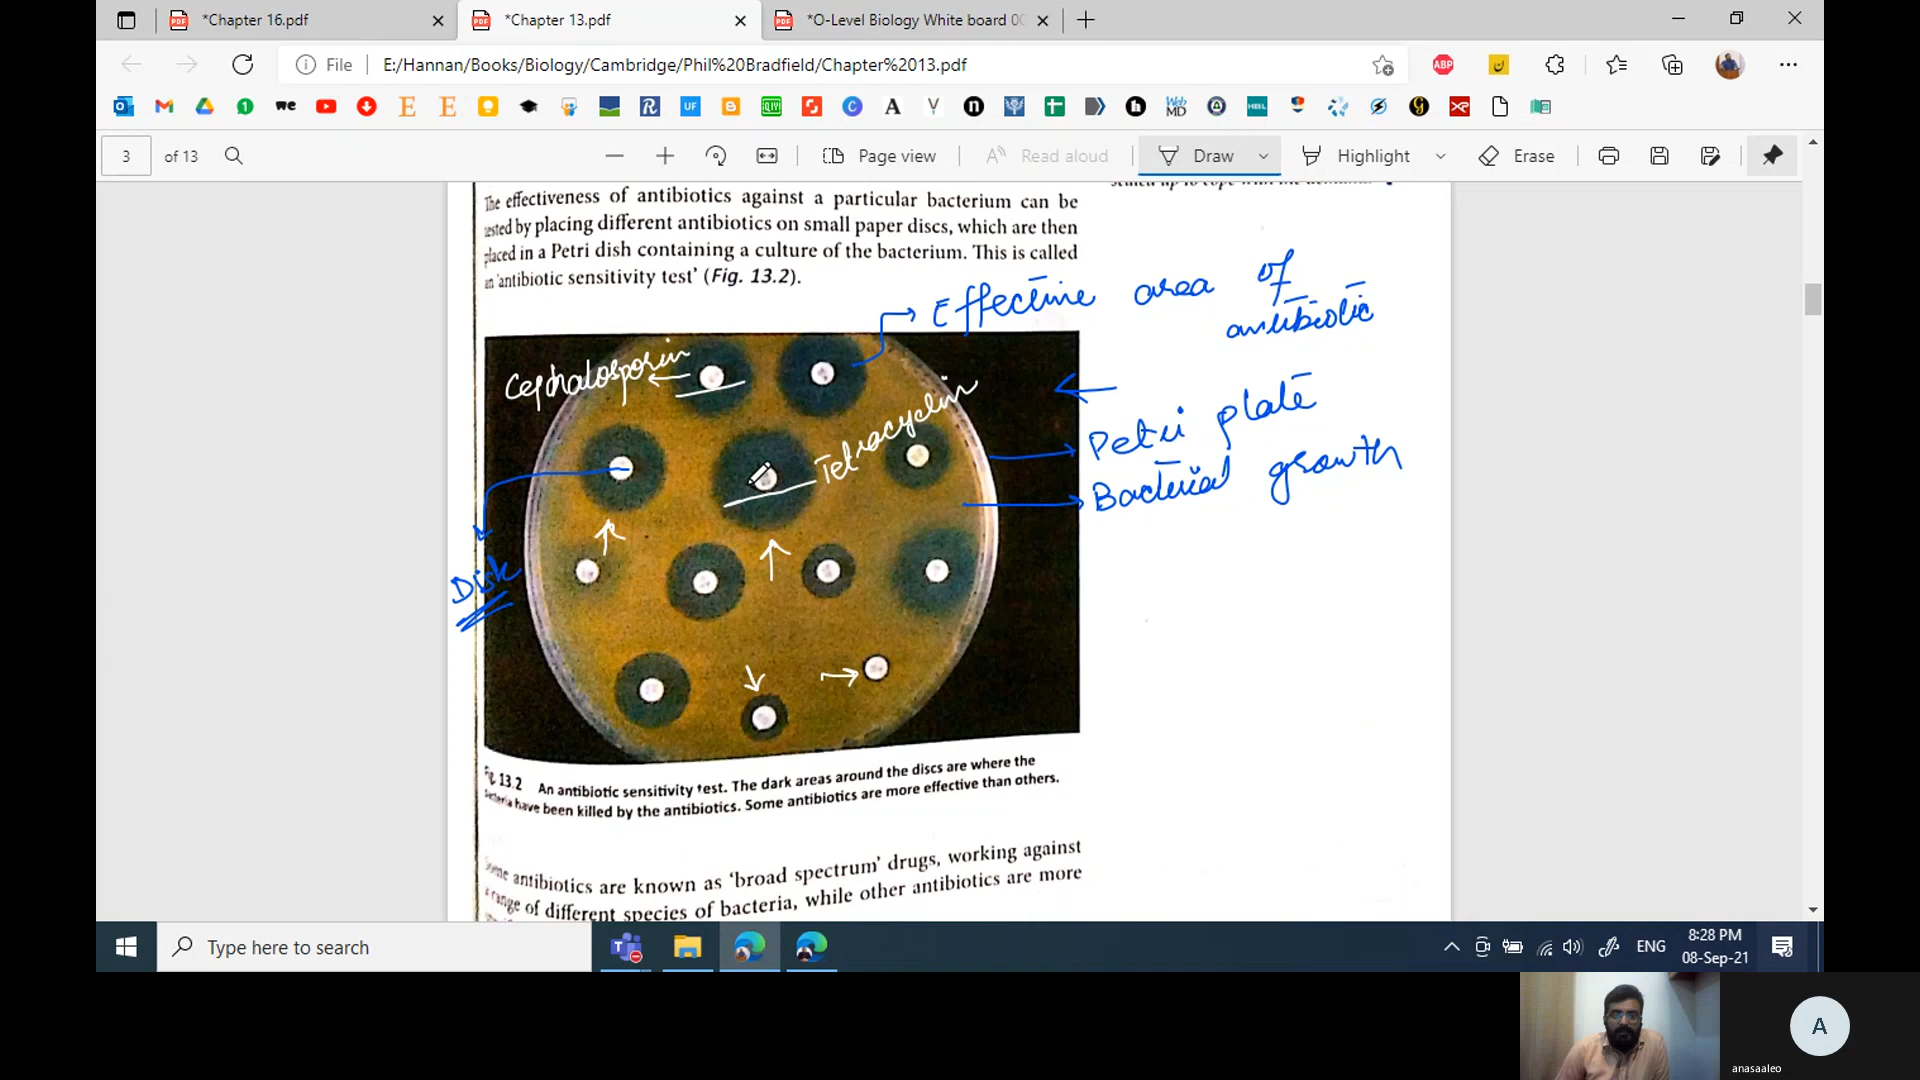 *Chapter 16.pdf
*Chapter 13.pdf
*O-Level Biology White board 00
File
E:/Hannan/Books/Biology/Cambridge/Phil%20Bradfield/Chapter%2013.pdf
ABP
we
UF
WebMD
HBL
3 of 13
Page view
Read aloud
Draw
Highlight
Erase
The effectiveness of antibiotics against a particular bacterium can be
tested by placing different antibiotics on small paper discs, which are then
placed in a Petri dish containing a culture of the bacterium. This is called
an 'antibiotic sensitivity test' (Fig. 13.2).
Effective area of
antibiotic
Cephalosporin
Tetracyclin
Petri plate
Bacterial growth
Disk
Fig. 13.2 An antibiotic sensitivity test. The dark areas around the discs are where the
bacteria have been killed by the antibiotics. Some antibiotics are more effective than others.
Some antibiotics are known as 'broad spectrum' drugs, working against
a range of different species of bacteria, while other antibiotics are more
Type here to search
ENG
8:28 PM
08-Sep-21
A
anasaaleo